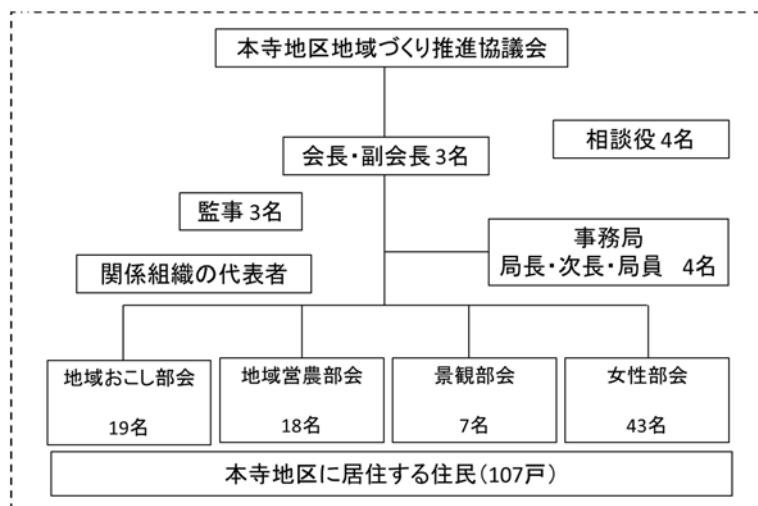 本寺地区地域づくり推進協議会
相談役 4名
会長・副会長 3名
監事 3名
事務局
局長・次長・局員　4名
関係組織の代表者
地域おこし部会
19名
地域営農部会
18名
景観部会
7名
女性部会
43名
本寺地区に居住する住民（107戸）